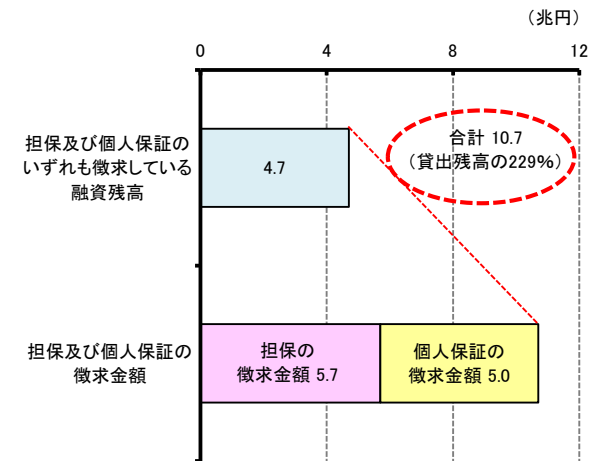 （兆円）
0 4 8 12
担保及び個人保証の
いずれも徴求している
融資残高
4.7
合計 10.7
（貸出残高の229%）
担保及び個人保証の
徴求金額
担保の
徴求金額 5.7
個人保証の
徴求金額 5.0